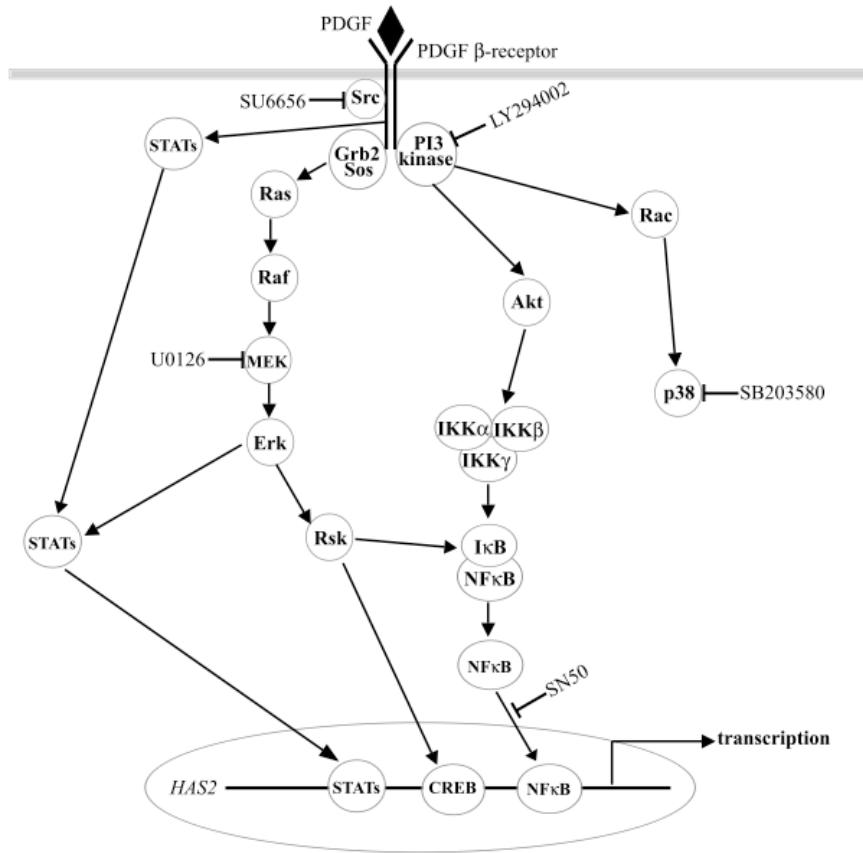 PDGF
PDGF β-receptor
SU6656
Src
LY294002
STATs
Grb2
Sos
PI3
kinase
Ras
Rac
Raf
Akt
U0126
MEK
p38
SB203580
IKKα
IKKβ
IKKγ
Erk
STATs
Rsk
IκB
NFκB
NFκB
SN50
transcription
HAS2
STATs
CREB
NFκB